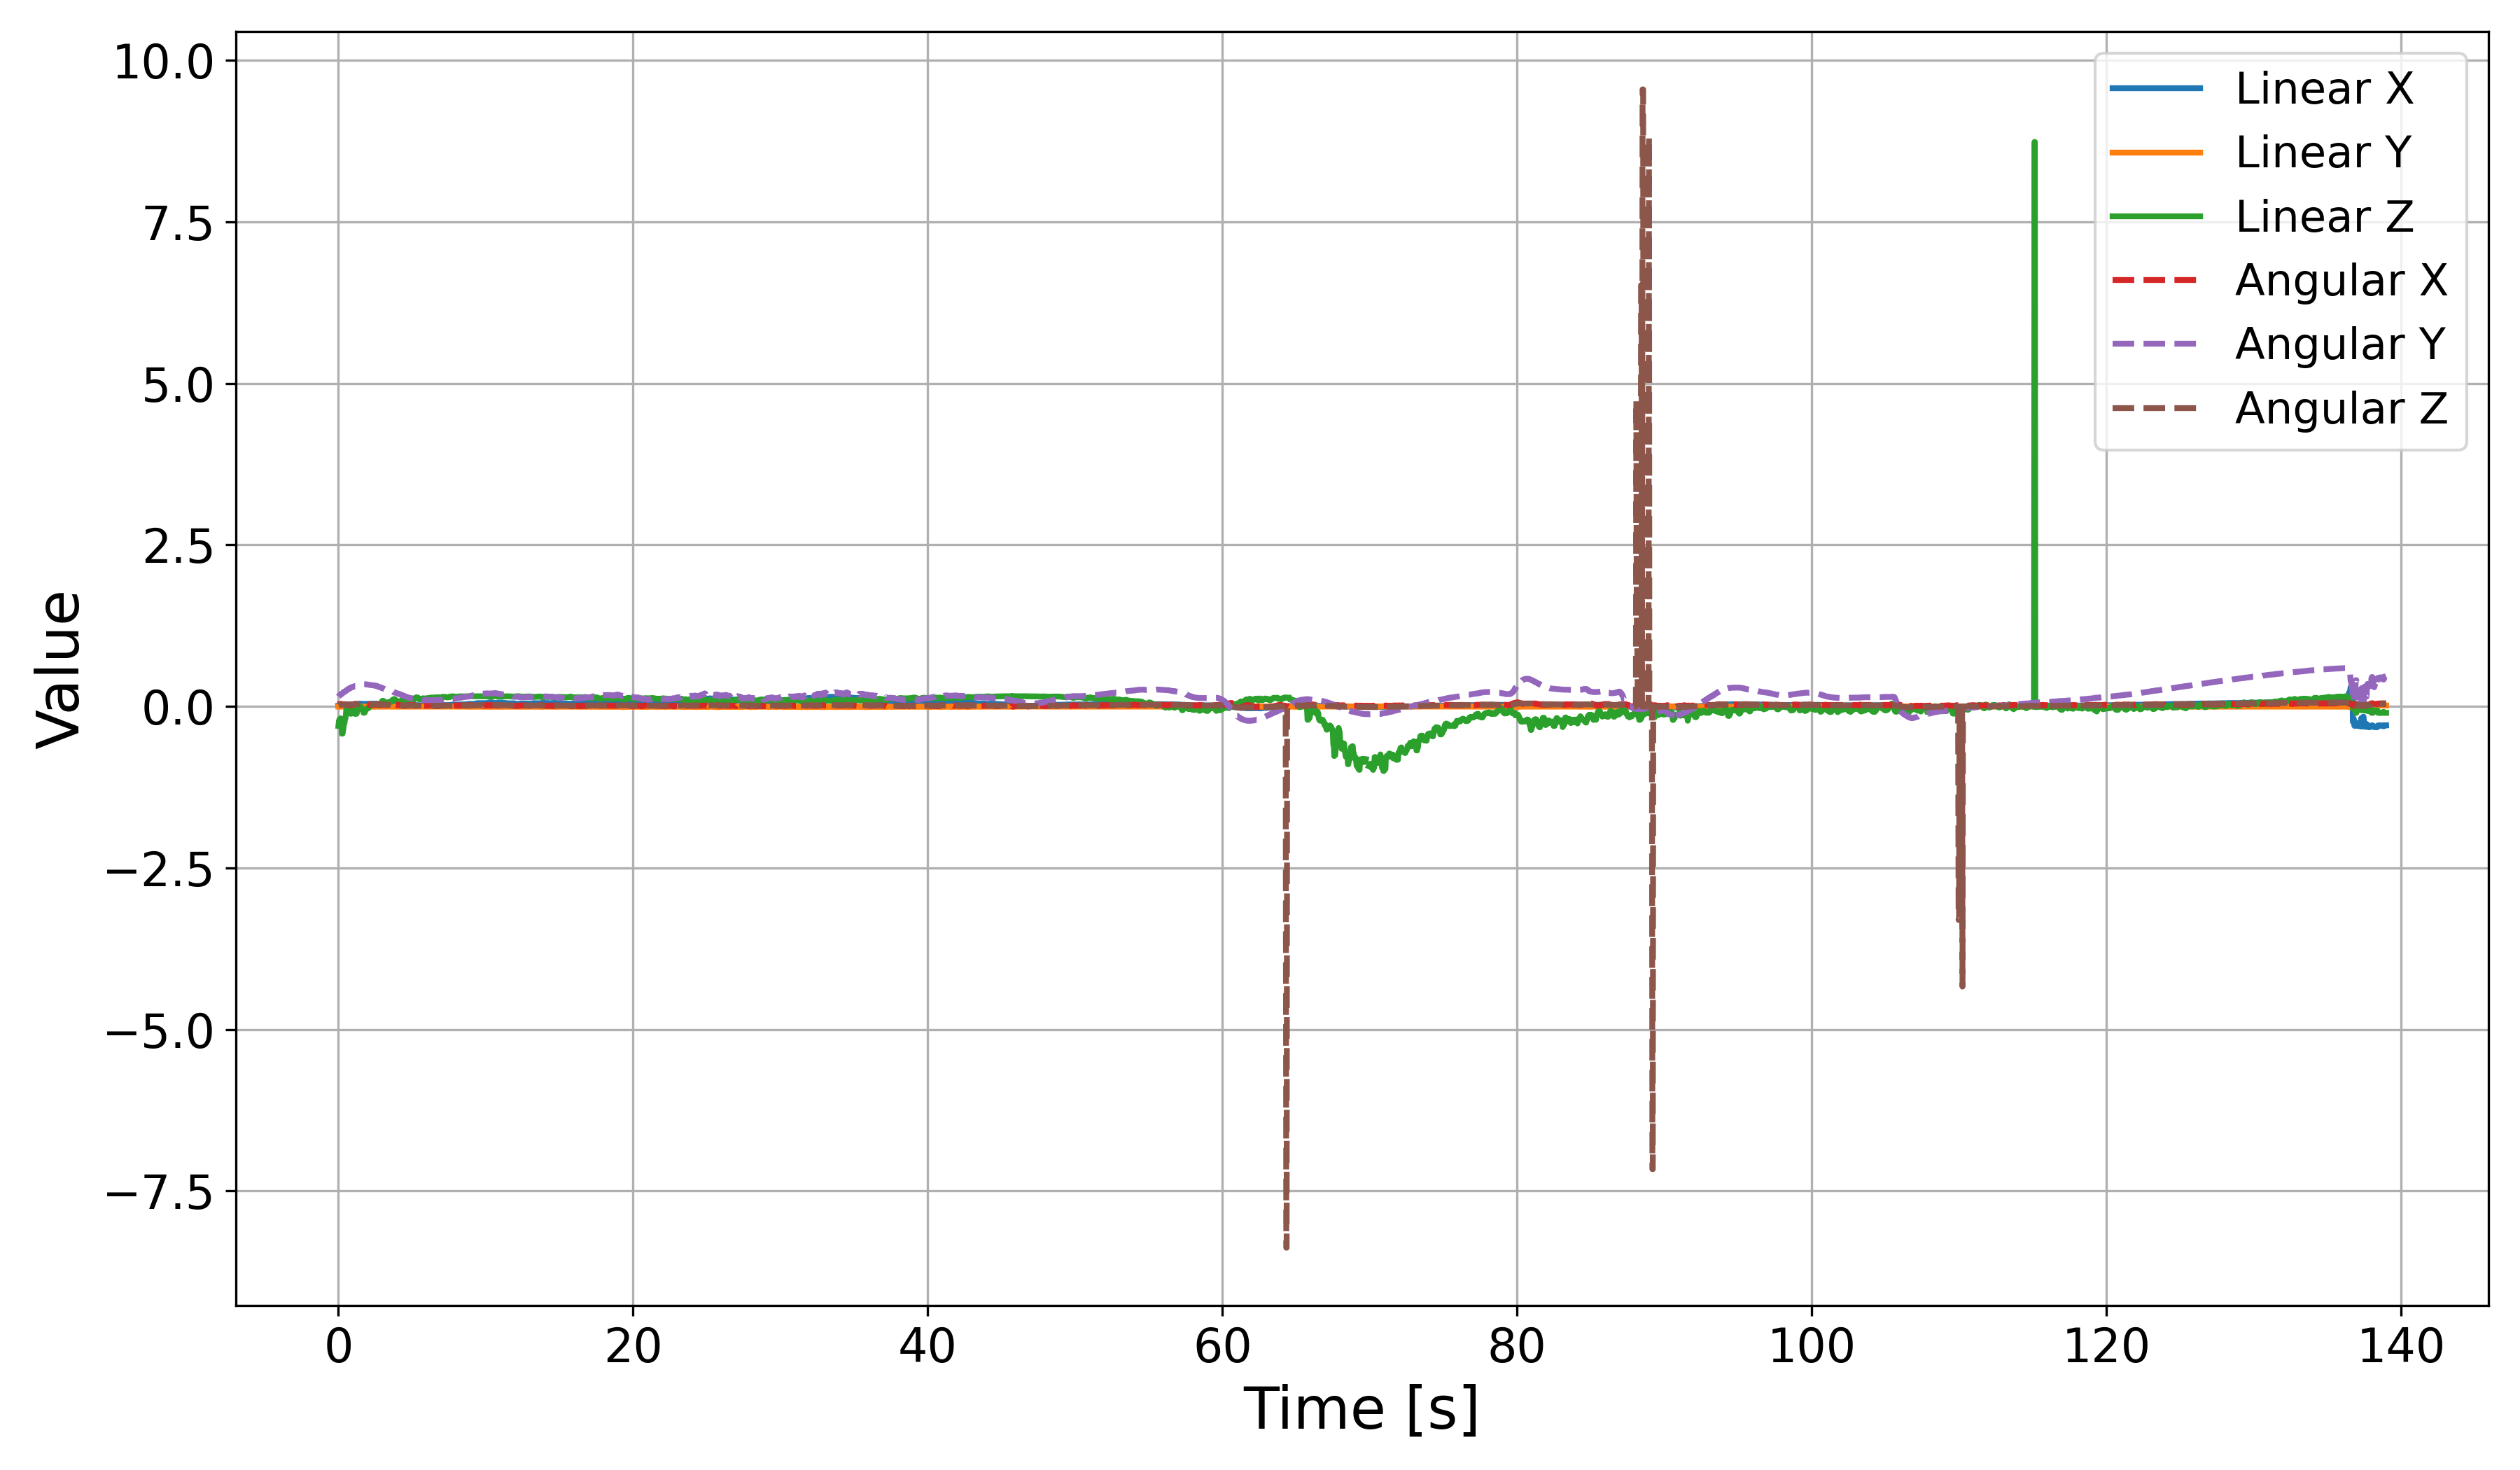 10.0
7.5
5.0
2.5
0.0
−2.5
−5.0
−7.5
Value
0 20 40 60 80 100 120 140
Time [s]
Linear X
Linear Y
Linear Z
Angular X
Angular Y
Angular Z